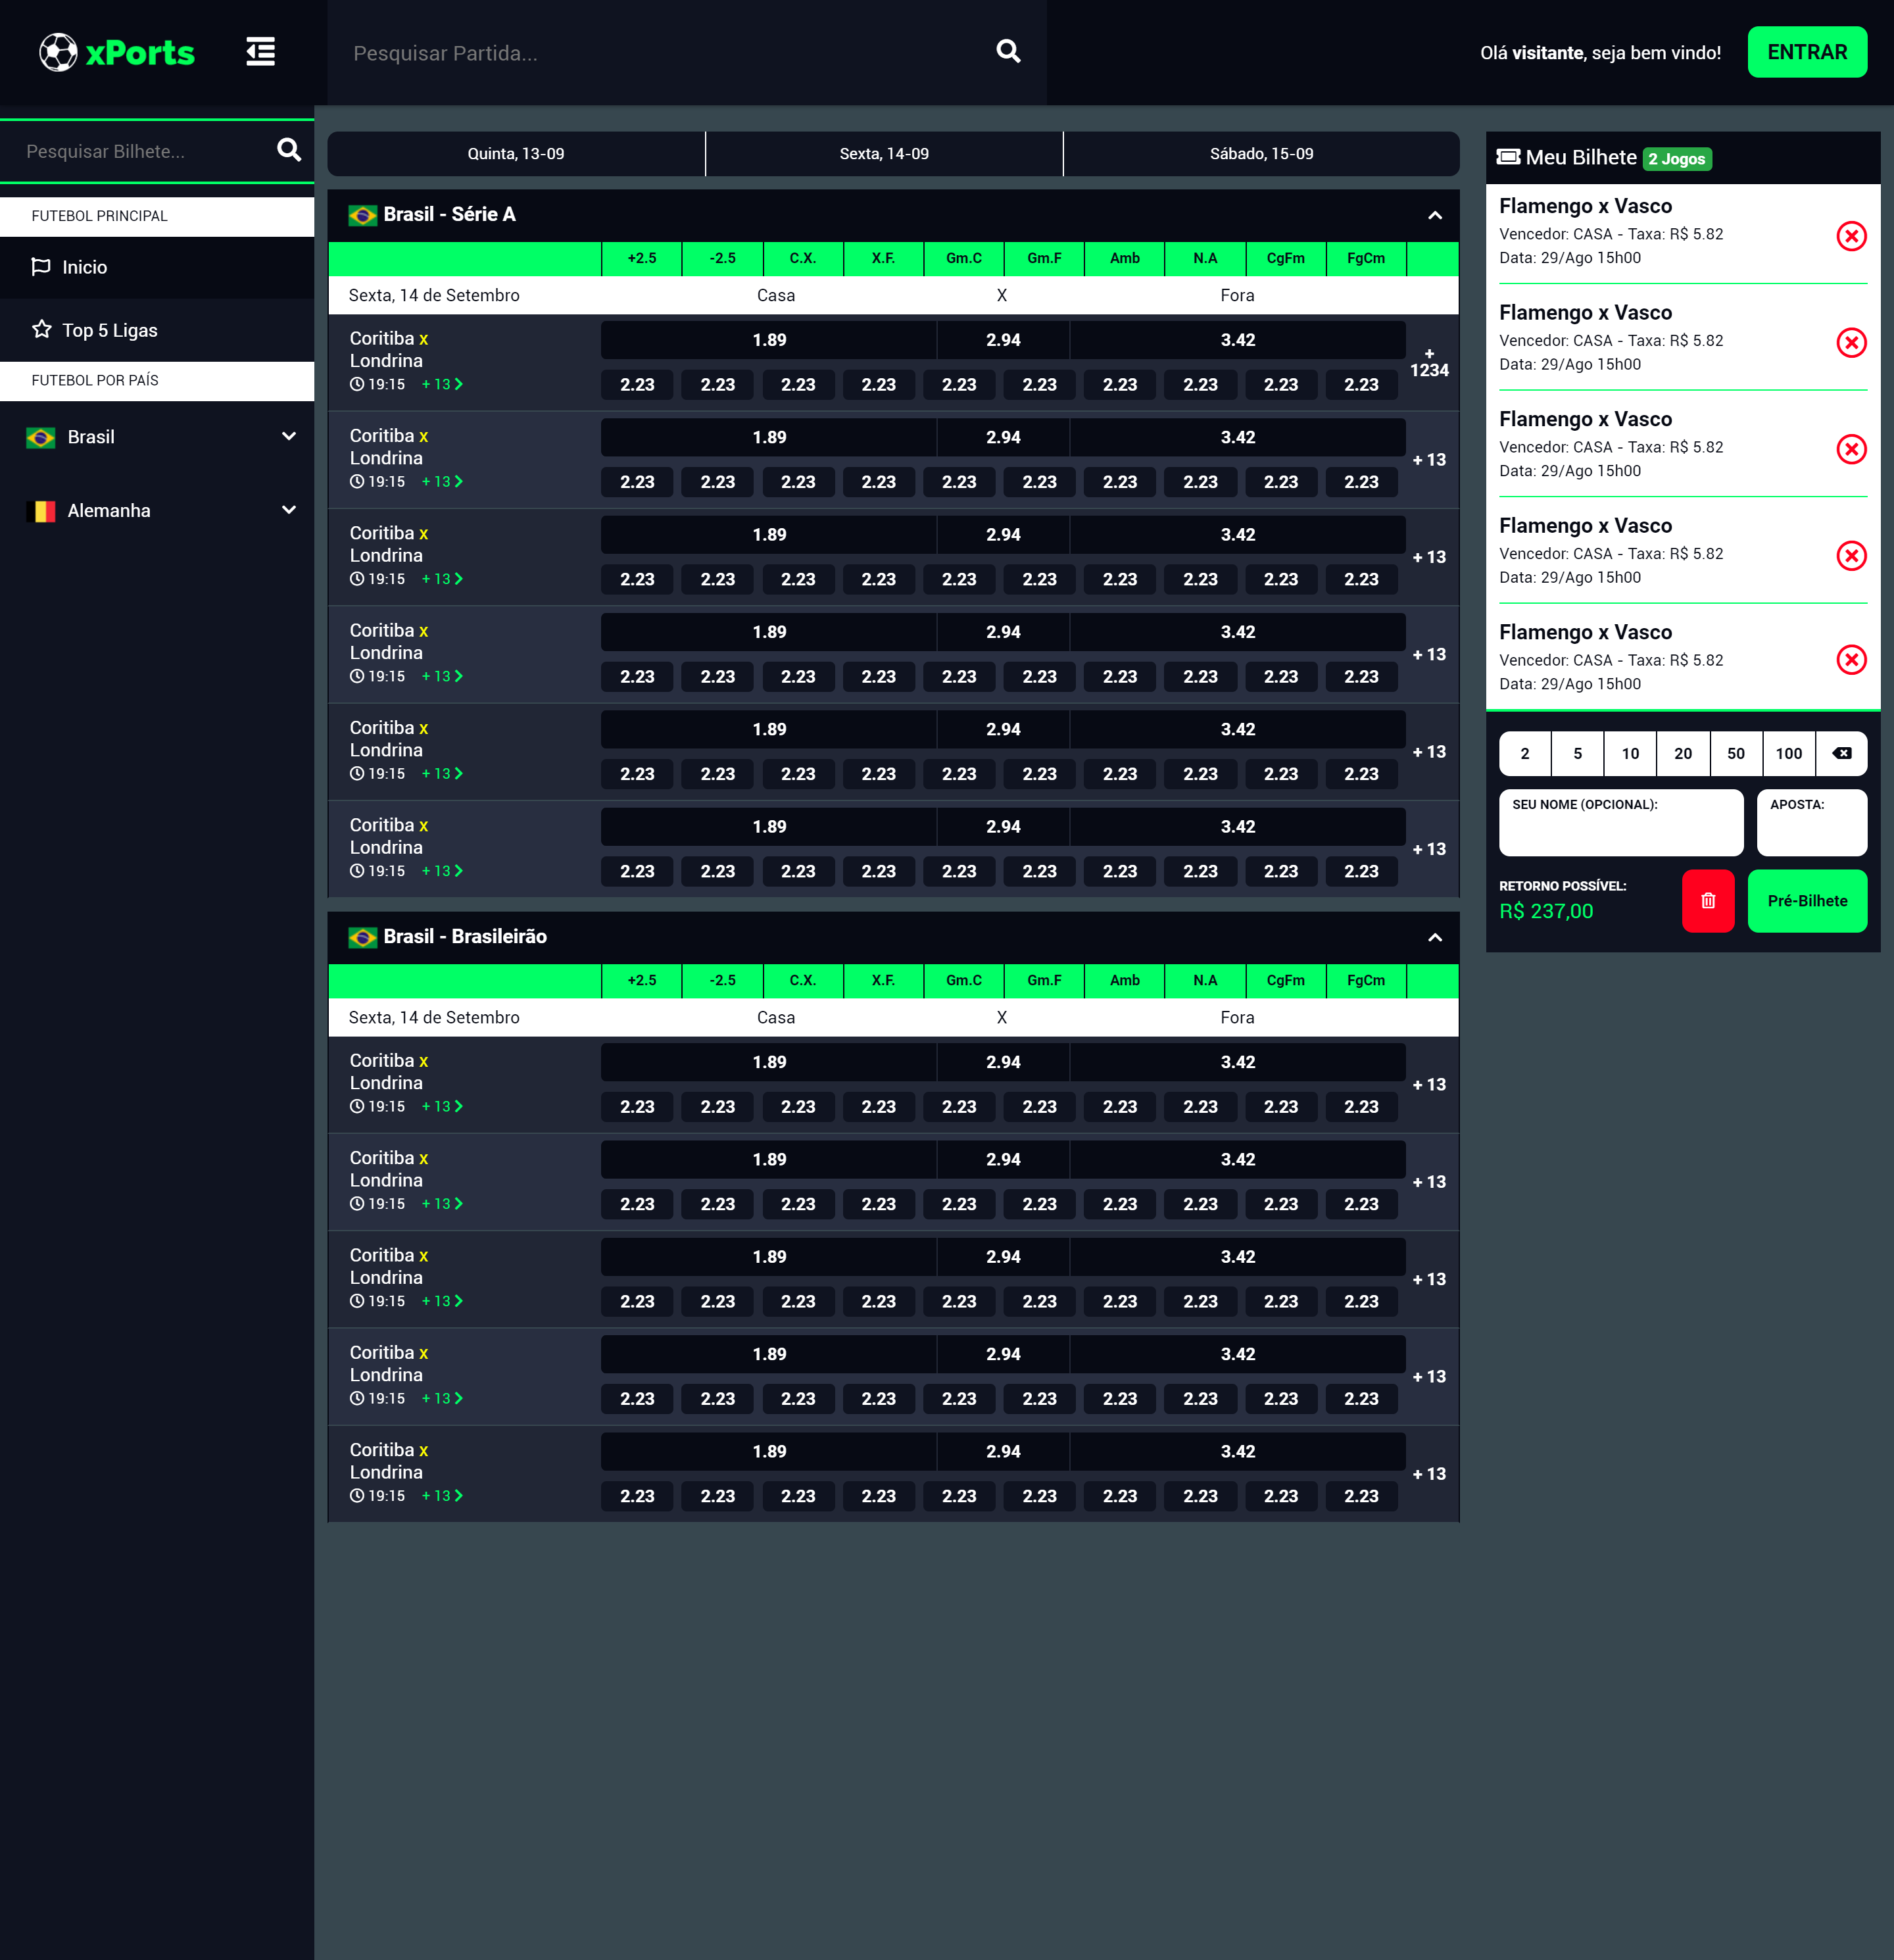 xPorts
Pesquisar Partida...
Olá visitante, seja bem vindo!
ENTRAR
Pesquisar Bilhete...
FUTEBOL PRINCIPAL
Inicio
Top 5 Ligas
FUTEBOL POR PAÍS
Brasil
Alemanha
Quinta, 13-09 Sexta, 14-09 Sábado, 15-09
Brasil - Série A
+2.5 -2.5 C.X. X.F. Gm.C Gm.F Amb N.A CgFm FgCm
Sexta, 14 de Setembro Casa X Fora
Coritiba x
Londrina
19:15 + 13
1.89 2.94 3.42
2.23 2.23 2.23 2.23 2.23 2.23 2.23 2.23 2.23 2.23
+
1234
Coritiba x
Londrina
19:15 + 13
1.89 2.94 3.42
2.23 2.23 2.23 2.23 2.23 2.23 2.23 2.23 2.23 2.23
+ 13
Coritiba x
Londrina
19:15 + 13
1.89 2.94 3.42
2.23 2.23 2.23 2.23 2.23 2.23 2.23 2.23 2.23 2.23
+ 13
Coritiba x
Londrina
19:15 + 13
1.89 2.94 3.42
2.23 2.23 2.23 2.23 2.23 2.23 2.23 2.23 2.23 2.23
+ 13
Coritiba x
Londrina
19:15 + 13
1.89 2.94 3.42
2.23 2.23 2.23 2.23 2.23 2.23 2.23 2.23 2.23 2.23
+ 13
Coritiba x
Londrina
19:15 + 13
1.89 2.94 3.42
2.23 2.23 2.23 2.23 2.23 2.23 2.23 2.23 2.23 2.23
+ 13
Brasil - Brasileirão
+2.5 -2.5 C.X. X.F. Gm.C Gm.F Amb N.A CgFm FgCm
Sexta, 14 de Setembro Casa X Fora
Coritiba x
Londrina
19:15 + 13
1.89 2.94 3.42
2.23 2.23 2.23 2.23 2.23 2.23 2.23 2.23 2.23 2.23
+ 13
Coritiba x
Londrina
19:15 + 13
1.89 2.94 3.42
2.23 2.23 2.23 2.23 2.23 2.23 2.23 2.23 2.23 2.23
+ 13
Coritiba x
Londrina
19:15 + 13
1.89 2.94 3.42
2.23 2.23 2.23 2.23 2.23 2.23 2.23 2.23 2.23 2.23
+ 13
Coritiba x
Londrina
19:15 + 13
1.89 2.94 3.42
2.23 2.23 2.23 2.23 2.23 2.23 2.23 2.23 2.23 2.23
+ 13
Coritiba x
Londrina
19:15 + 13
1.89 2.94 3.42
2.23 2.23 2.23 2.23 2.23 2.23 2.23 2.23 2.23 2.23
+ 13
Meu Bilhete 2 Jogos
Flamengo x Vasco
Vencedor: CASA - Taxa: R$ 5.82
Data: 29/Ago 15h00
Flamengo x Vasco
Vencedor: CASA - Taxa: R$ 5.82
Data: 29/Ago 15h00
Flamengo x Vasco
Vencedor: CASA - Taxa: R$ 5.82
Data: 29/Ago 15h00
Flamengo x Vasco
Vencedor: CASA - Taxa: R$ 5.82
Data: 29/Ago 15h00
Flamengo x Vasco
Vencedor: CASA - Taxa: R$ 5.82
Data: 29/Ago 15h00
2 5 10 20 50 100
SEU NOME (OPCIONAL): APOSTA:
RETORNO POSSÍVEL:
R$ 237,00
Pré-Bilhete